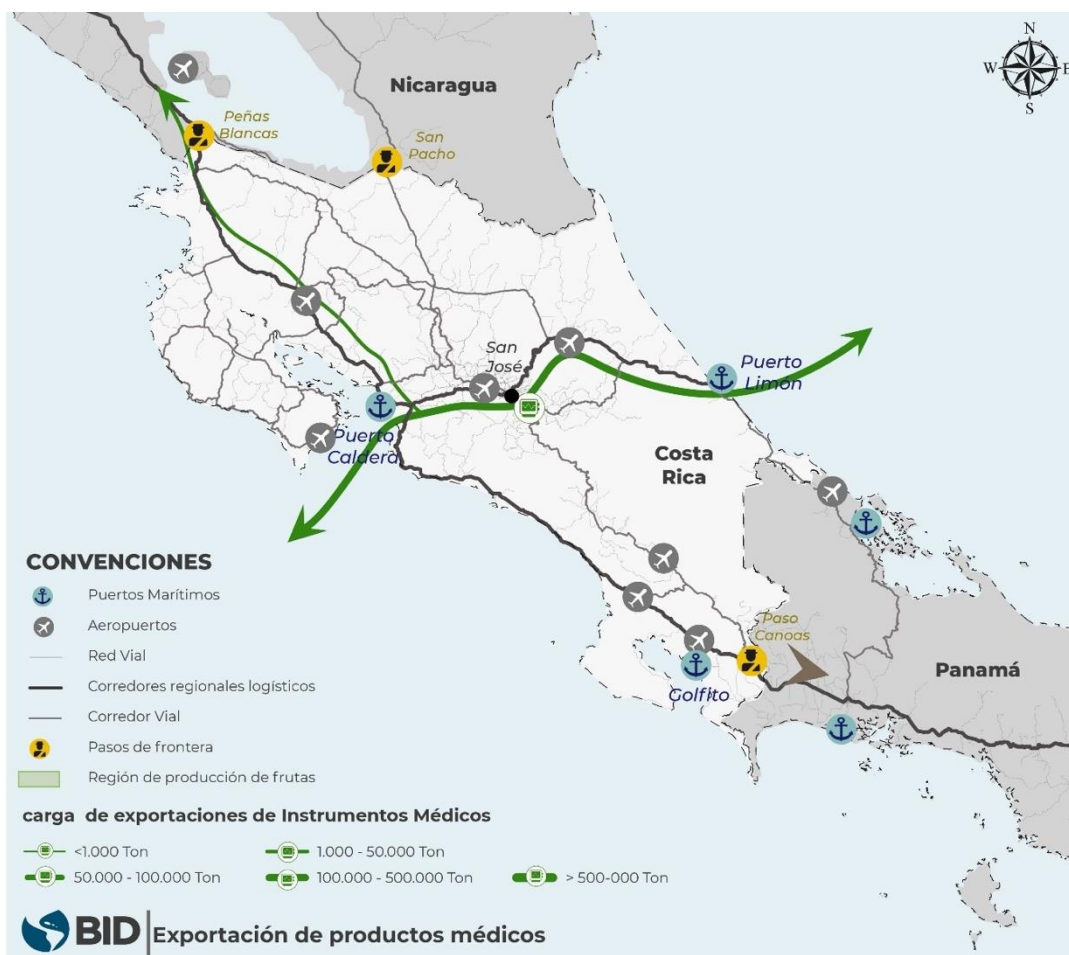 N
W
E
S
Nicaragua
Peñas
Blancas
San
Pacho
San
José
Puerto
Limón
Puerto
Caldera
Costa
Rica
Paso
Canoas
Panamá
Golfito
CONVENCIONES
Puertos Marítimos
Aeropuertos
Red Vial
Corredores regionales logísticos
Corredor Vial
Pasos de frontera
Región de producción de frutas
carga de exportaciones de Instrumentos Médicos
<1.000 Ton
1.000 - 50.000 Ton
50.000 - 100.000 Ton
100.000 - 500.000 Ton
> 500-000 Ton
BID
Exportación de productos médicos